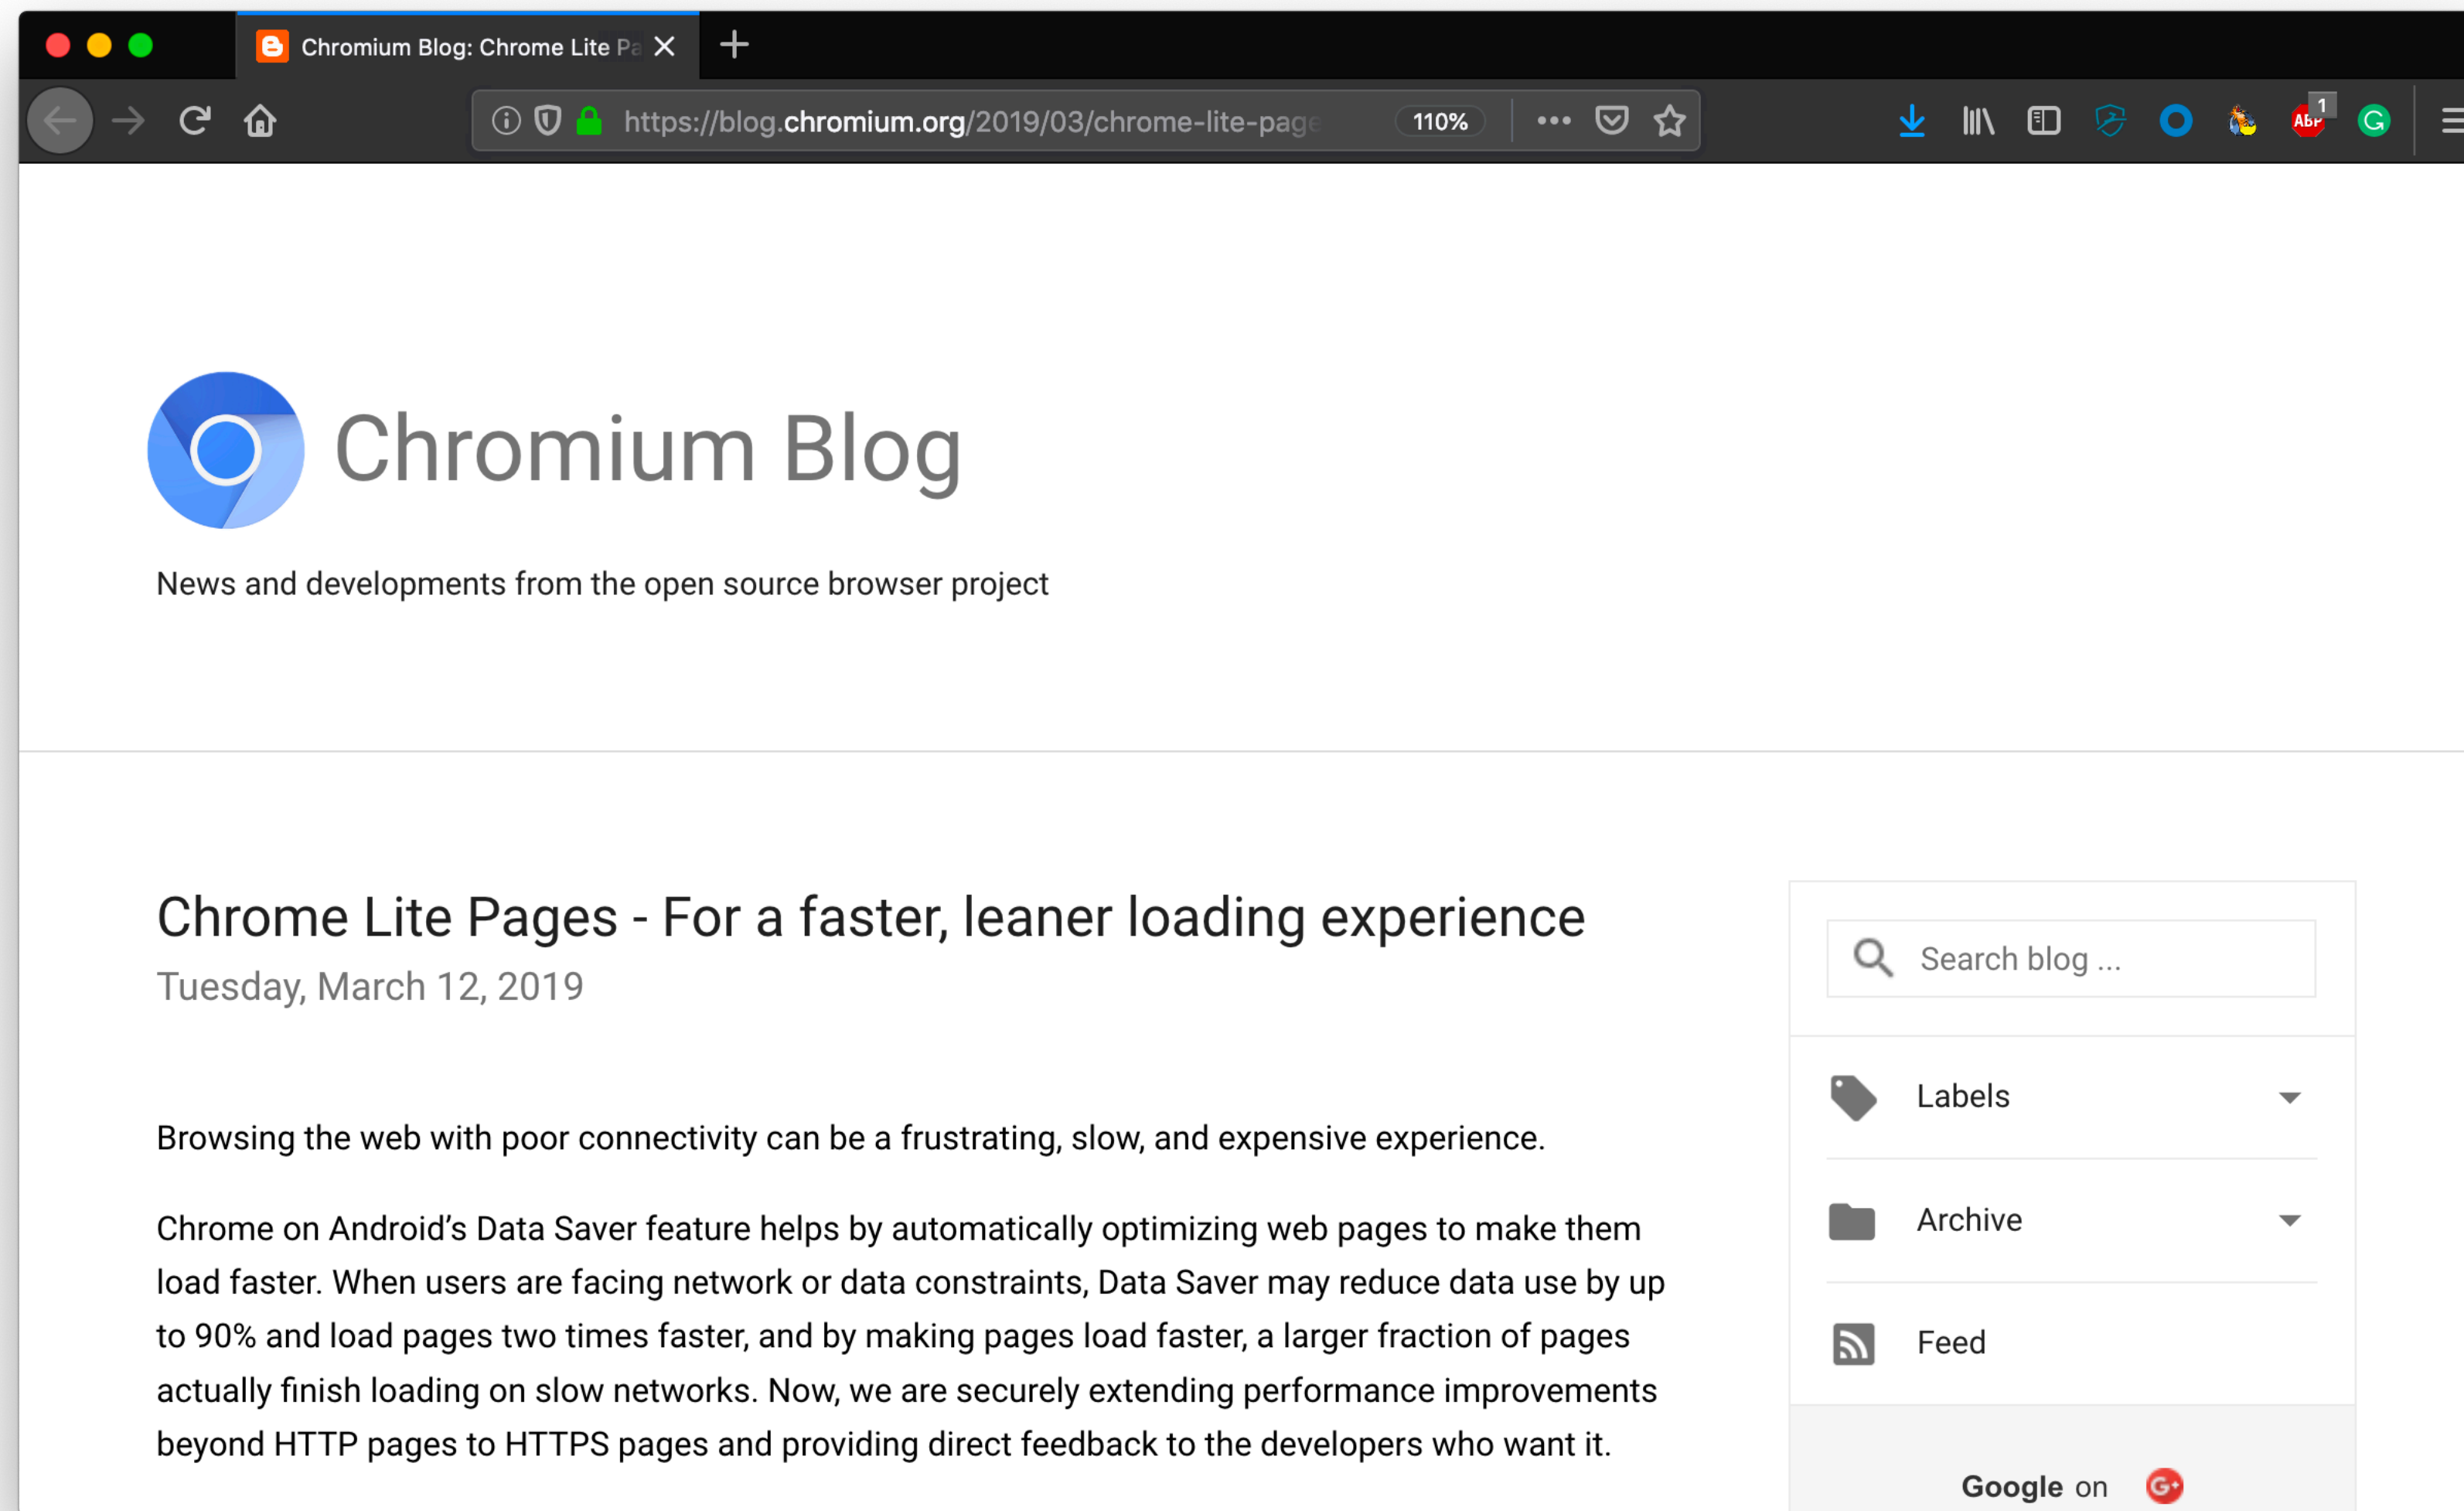 Chromium Blog: Chrome Lite Pa
https://blog.chromium.org/2019/03/chrome-lite-page
110%
ABP
1
Chromium Blog
News and developments from the open source browser project
Chrome Lite Pages - For a faster, leaner loading experience
Tuesday, March 12, 2019
Browsing the web with poor connectivity can be a frustrating, slow, and expensive experience.
Chrome on Android’s Data Saver feature helps by automatically optimizing web pages to make them
load faster. When users are facing network or data constraints, Data Saver may reduce data use by up
to 90% and load pages two times faster, and by making pages load faster, a larger fraction of pages
actually finish loading on slow networks. Now, we are securely extending performance improvements
beyond HTTP pages to HTTPS pages and providing direct feedback to the developers who want it.
Search blog ...
Labels
Archive
Feed
Google on G+